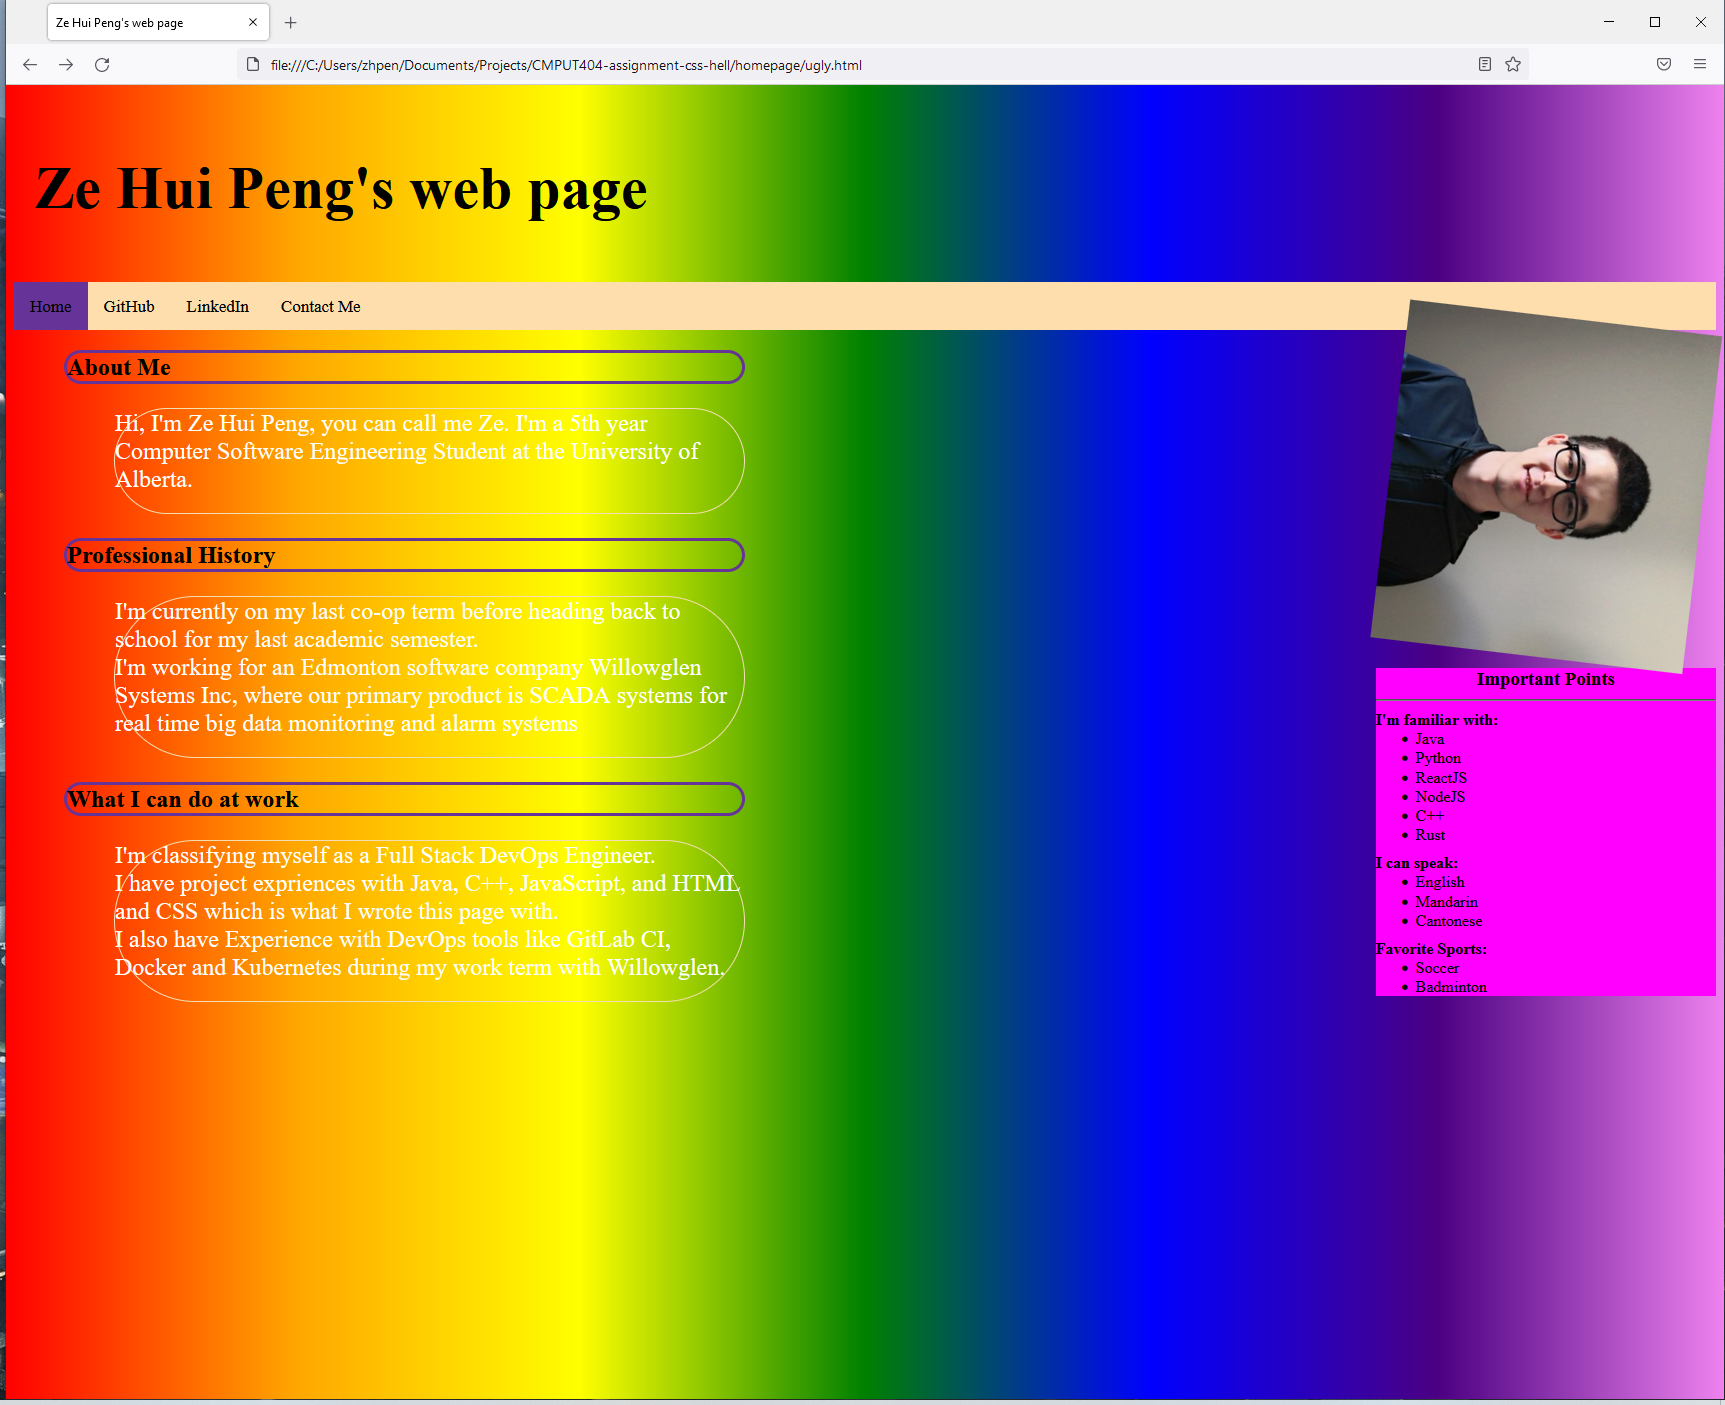 Ze Hui Peng's web page
file:///C:/Users/zhpen/Documents/Projects/CMPUT404-assignment-css-hell/homepage/ugly.html
Ze Hui Peng's web page
Home GitHub LinkedIn Contact Me
About Me
Hi, I'm Ze Hui Peng, you can call me Ze. I'm a 5th year
Computer Software Engineering Student at the University of
Alberta.
Professional History
I'm currently on my last co-op term before heading back to
school for my last academic semester.
I'm working for an Edmonton software company Willowglen
Systems Inc, where our primary product is SCADA systems for
real time big data monitoring and alarm systems
What I can do at work
I'm classifying myself as a Full Stack DevOps Engineer.
I have project expriences with Java, C++, JavaScript, and HTML
and CSS which is what I wrote this page with.
I also have Experience with DevOps tools like GitLab CI,
Docker and Kubernetes during my work term with Willowglen.
Important Points
I'm familiar with:
Java
Python
ReactJS
NodeJS
C++
Rust
I can speak:
English
Mandarin
Cantonese
Favorite Sports:
Soccer
Badminton